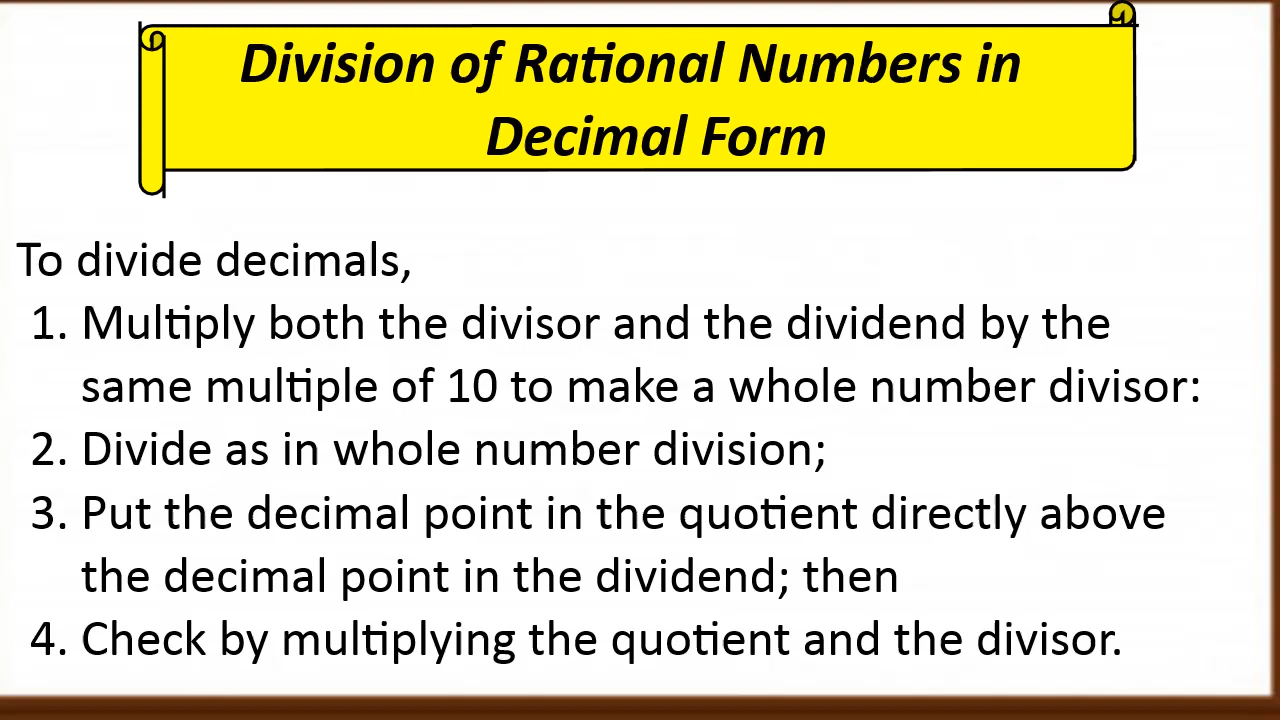 Division of Rational Numbers in
Decimal Form
To divide decimals,
1. Multiply both the divisor and the dividend by the
same multiple of 10 to make a whole number divisor:
2. Divide as in whole number division;
3. Put the decimal point in the quotient directly above
the decimal point in the dividend; then
4. Check by multiplying the quotient and the divisor.